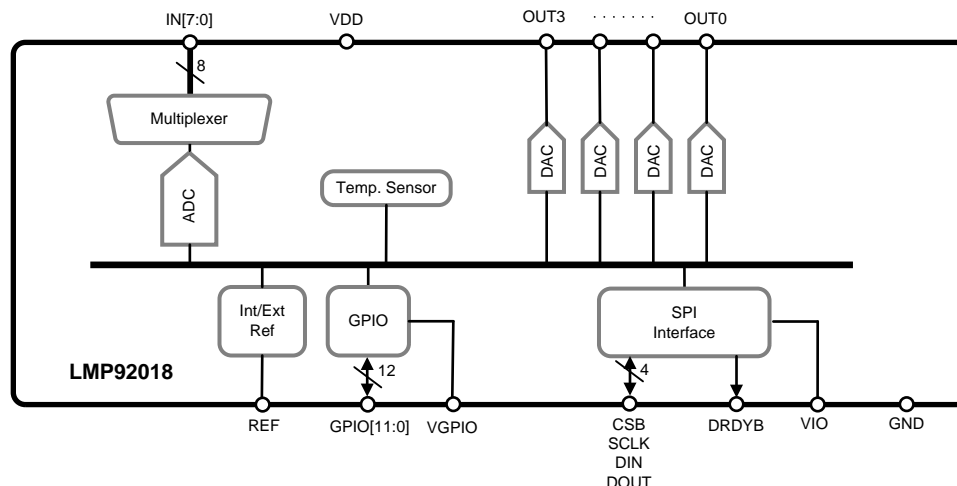 IN[7:0]
VDD
OUT3
. . . . . . .
OUT0
8
Multiplexer
ADC
Temp. Sensor
DAC
DAC
DAC
DAC
Int/Ext
Ref
GPIO
SPI
Interface
LMP92018
12
4
REF
GPIO[11:0]
VGPIO
CSB
SCLK
DIN
DOUT
DRDYB
VIO
GND